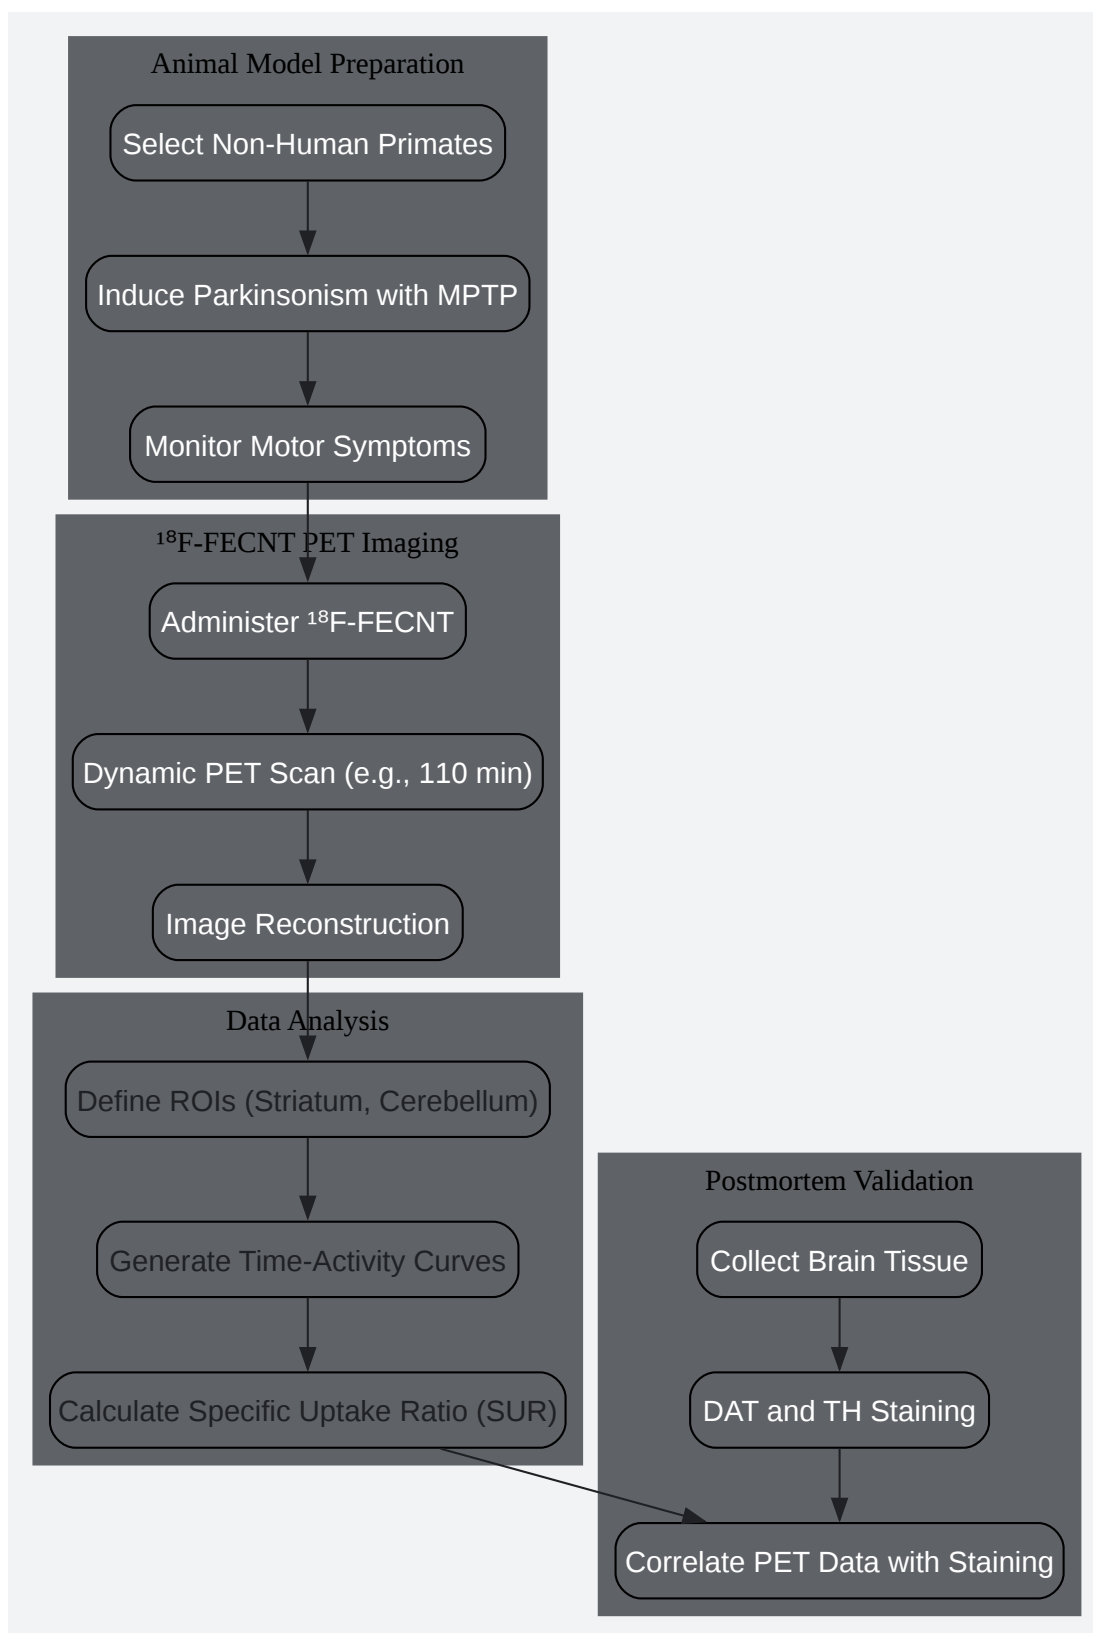 Animal Model Preparation
Select Non-Human Primates
Induce Parkinsonism with MPTP
Monitor Motor Symptoms
¹⁸F-FECNT PET Imaging
Administer ¹⁸F-FECNT
Dynamic PET Scan (e.g., 110 min)
Image Reconstruction
Data Analysis
Define ROIs (Striatum, Cerebellum)
Generate Time-Activity Curves
Calculate Specific Uptake Ratio (SUR)
Postmortem Validation
Collect Brain Tissue
DAT and TH Staining
Correlate PET Data with Staining